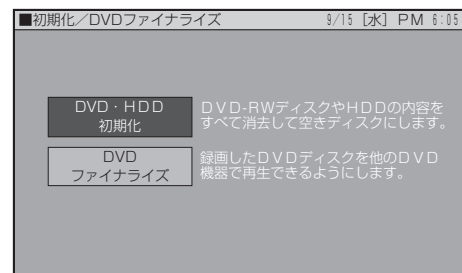 ■初期化／DVDファイナライズ 9/15［水］PM 6:05
DVD・HDD
初期化
DVD-RWディスクやHDDの内容を
すべて消去して空きディスクにします。
DVD
ファイナライズ
録画したDVDディスクを他のDVD
機器で再生できるようにします。